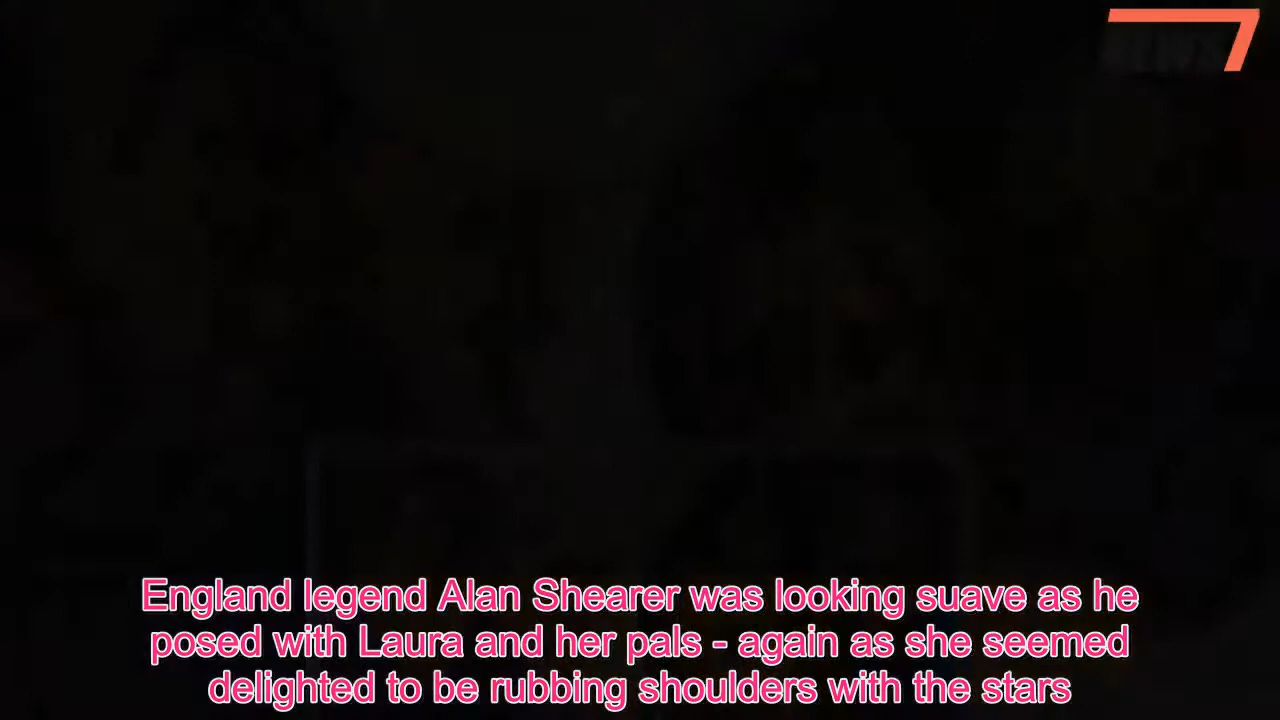 NEWS7
England legend Alan Shearer was looking suave as he
posed with Laura and her pals - again as she seemed
delighted to be rubbing shoulders with the stars